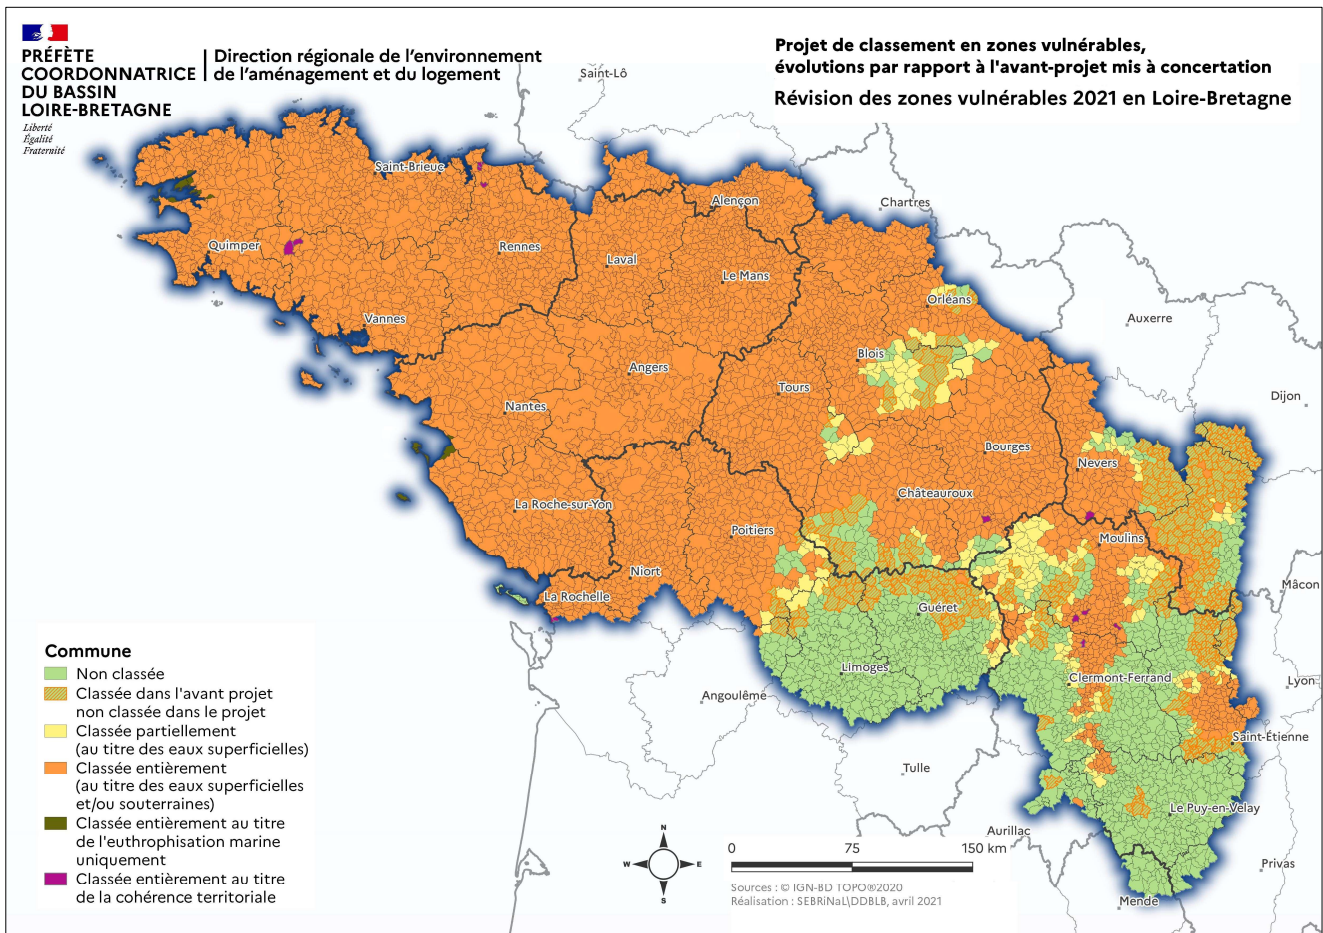 PRÉFÈTE
COORDONNATRICE
DU BASSIN
LOIRE-BRETAGNE
Liberté
Égalité
Fraternité
Direction régionale de l'environnement
de l'aménagement et du logement
Projet de classement en zones vulnérables,
évolutions par rapport à l'avant-projet mis à concertation
Révision des zones vulnérables 2021 en Loire-Bretagne
Saint-Lô
Saint-Brieuc
Alençon
Chartres
Quimper
Rennes
Laval
Le Mans
Orléans
Vannes
Auxerre
Blois
Angers
Tours
Dijon
Nantes
Bourges
Nevers
Châteauroux
La Roche-sur-Yon
Poitiers
Moulins
Niort
Mâcon
La Rochelle
Guéret
Limoges
Clermont-Ferrand
Lyon
Angoulême
Saint-Étienne
Tulle
Le Puy-en-Velay
Aurillac
Privas
Mende
Commune
Non classée
Classée dans l'avant projet
non classée dans le projet
Classée partiellement
(au titre des eaux superficielles)
Classée entièrement
(au titre des eaux superficielles
et/ou souterraines)
Classée entièrement au titre
de l'euthrophisation marine
uniquement
Classée entièrement au titre
de la cohérence territoriale
N
W E
S
0 75 150 km
Sources : © IGN-BD TOPO®2020
Réalisation : SEBRiNaL\DDBLB, avril 2021